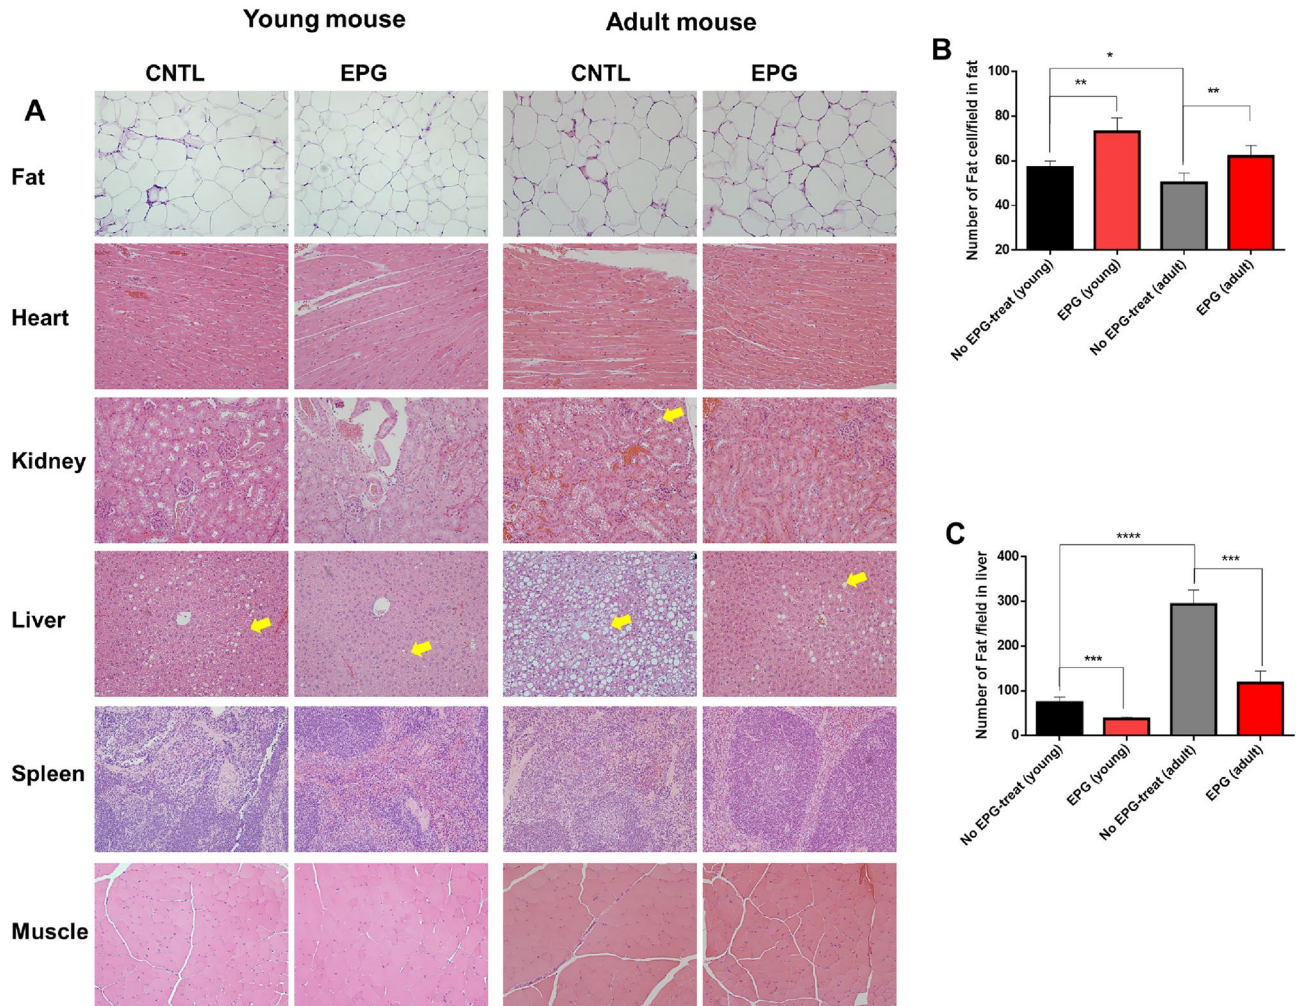 Young mouse
Adult mouse
CNTL
EPG
CNTL
EPG
A
Fat
Heart
Kidney
Liver
Spleen
Muscle
B
Number of Fat cell/field in fat
100
80
60
40
20
*
**
**
No EPG-treat (young)
EPG (young)
No EPG-treat (adult)
EPG (adult)
C
Number of Fat /field in liver
400
300
200
100
0
****
***
***
No EPG-treat (young)
EPG (young)
No EPG-treat (adult)
EPG (adult)